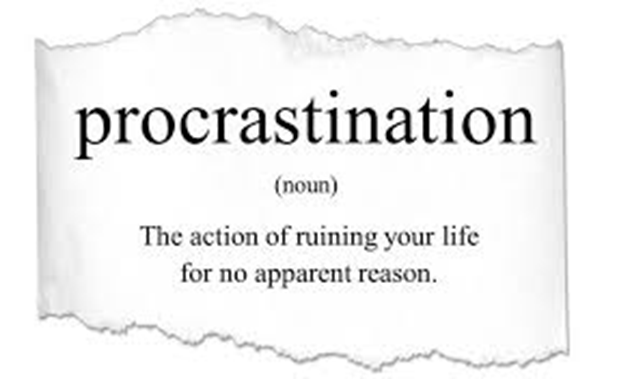 procrastination
(noun)
The action of ruining your life
for no apparent reason.